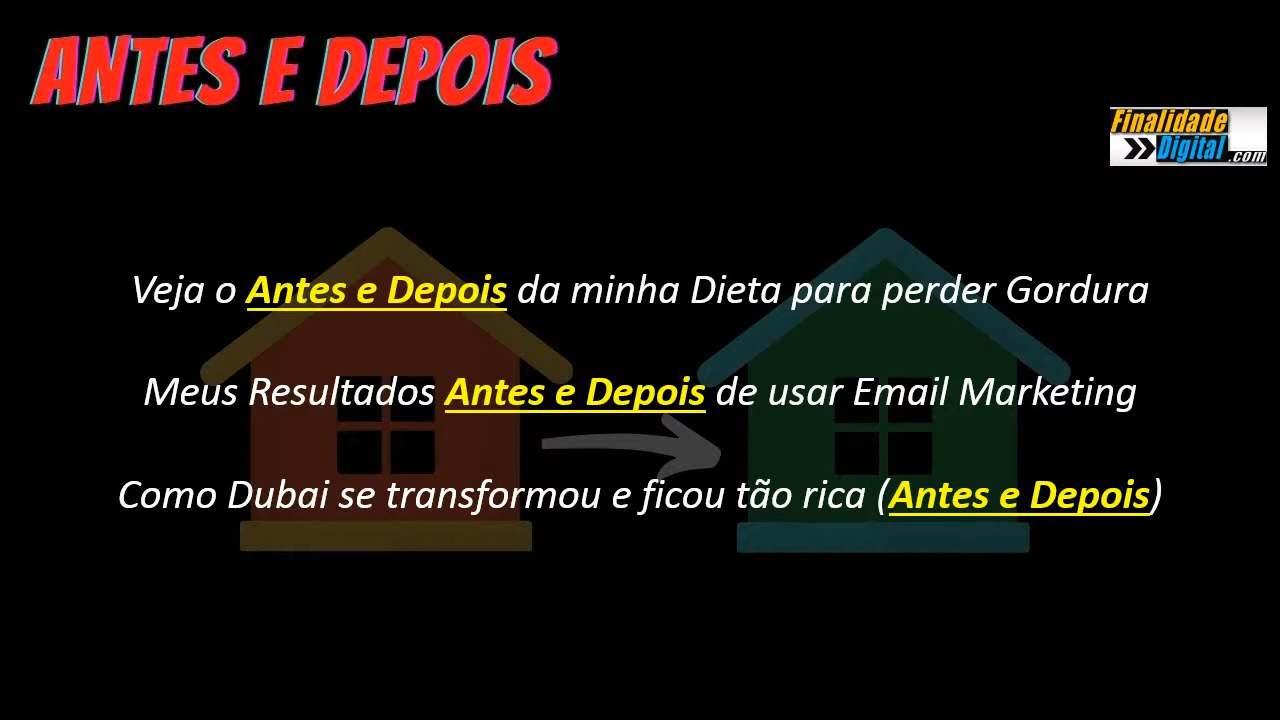 ANTES E DEPOIS
Finalidade
Digital .com
Veja o Antes e Depois da minha Dieta para perder Gordura
Meus Resultados Antes e Depois de usar Email Marketing
Como Dubai se transformou e ficou tão rica (Antes e Depois)